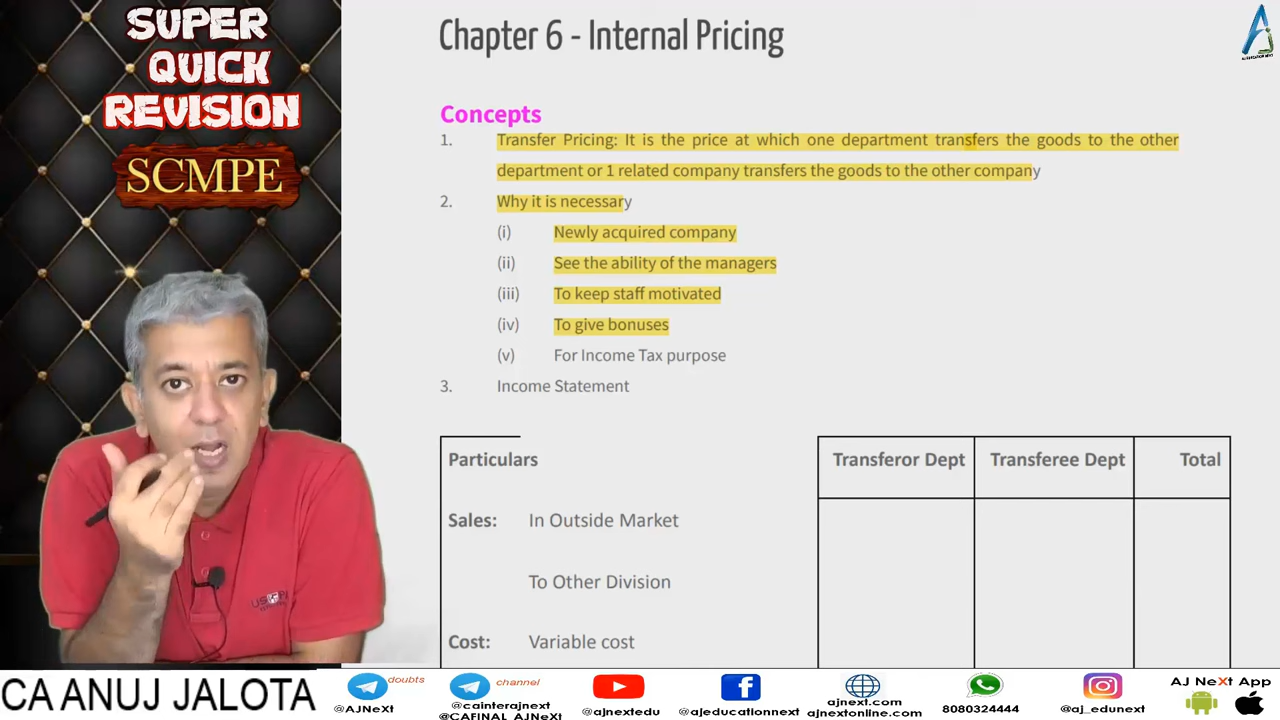 SUPER
QUICK
REVISION
SCMPE
Chapter 6 - Internal Pricing
Concepts
1. Transfer Pricing: It is the price at which one department transfers the goods to the other
department or 1 related company transfers the goods to the other company
2. Why it is necessary
(i) Newly acquired company
(ii) See the ability of the managers
(iii) To keep staff motivated
(iv) To give bonuses
(v) For Income Tax purpose
3. Income Statement
Particulars Transferor Dept Transferee Dept Total
Sales: In Outside Market
To Other Division
Cost: Variable cost
CA ANUJ JALOTA
doubts
@AJNeXt
channel
@cainterajnext
@CAFINAL_AJNeXt
@ajnextedu
@ajeducationnext
ajnext.com
ajnextonline.com
8080324444
@aj_edunext
AJ NeXt App